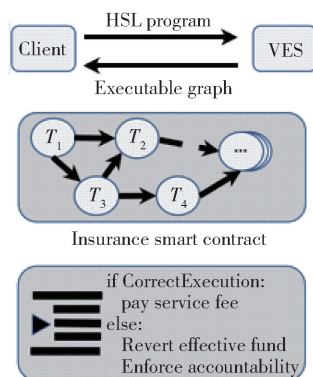 HSL program
Client
VES
Executable graph
T1
T2
...
T3
T4
Insurance smart contract
if CorrectExecution:
pay service fee
else:
Revert effective fund
Enforce accountability